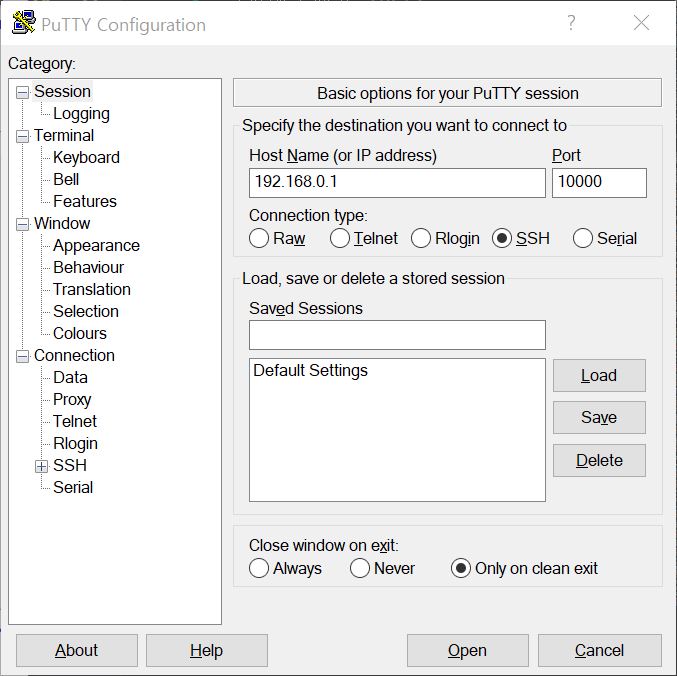 PuTTY Configuration ?
Category:
Session
Logging
Terminal
Keyboard
Bell
Features
Window
Appearance
Behaviour
Translation
Selection
Colours
Connection
Data
Proxy
Telnet
Rlogin
SSH
Serial
Basic options for your PuTTY session
Specify the destination you want to connect to
Host Name (or IP address) Port
192.168.0.1 10000
Connection type:
Raw Telnet Rlogin SSH Serial
Load, save or delete a stored session
Saved Sessions
Default Settings
Load
Save
Delete
Close window on exit:
Always Never Only on clean exit
About Help Open Cancel